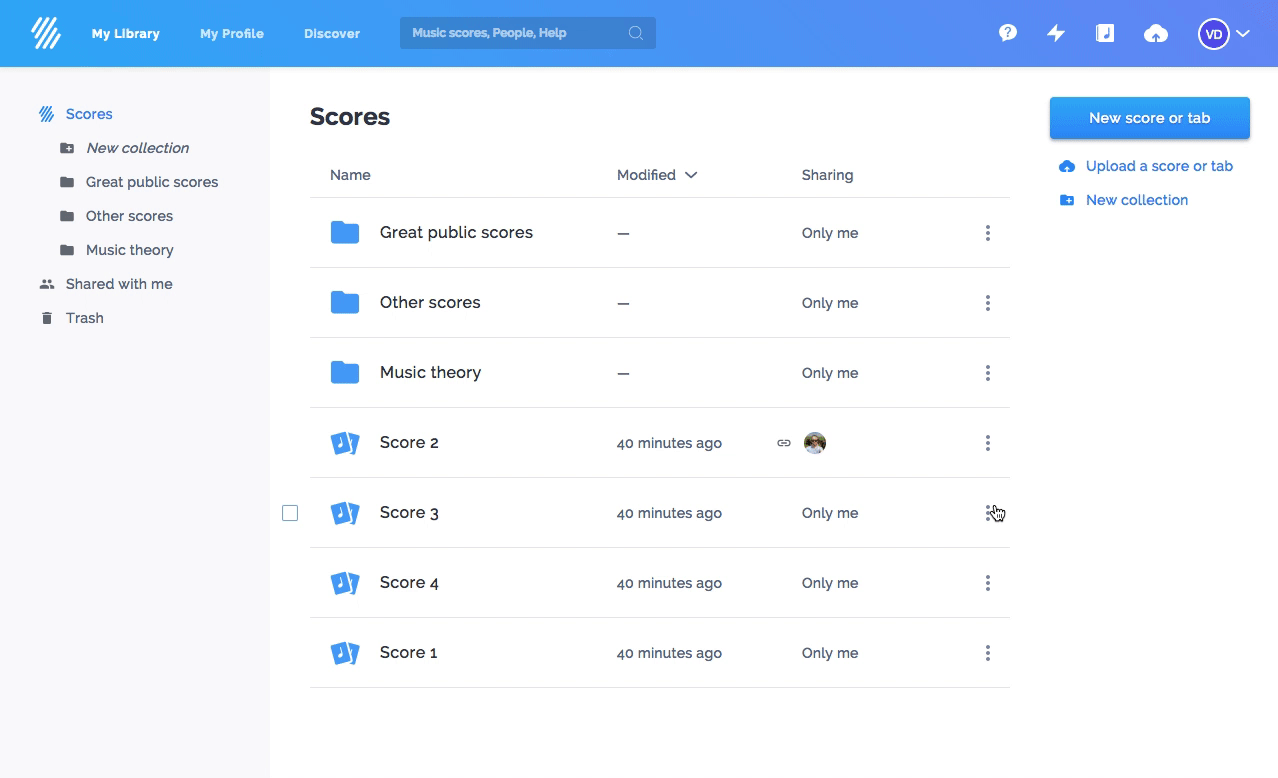 My Library My Profile Discover Music scores, People, Help VD
Scores
New collection
Great public scores
Other scores
Music theory
Shared with me
Trash
Scores
Name Modified Sharing
Great public scores — Only me
Other scores — Only me
Music theory — Only me
Score 2 40 minutes ago
Score 3 40 minutes ago Only me
Score 4 40 minutes ago Only me
Score 1 40 minutes ago Only me
New score or tab
Upload a score or tab
New collection